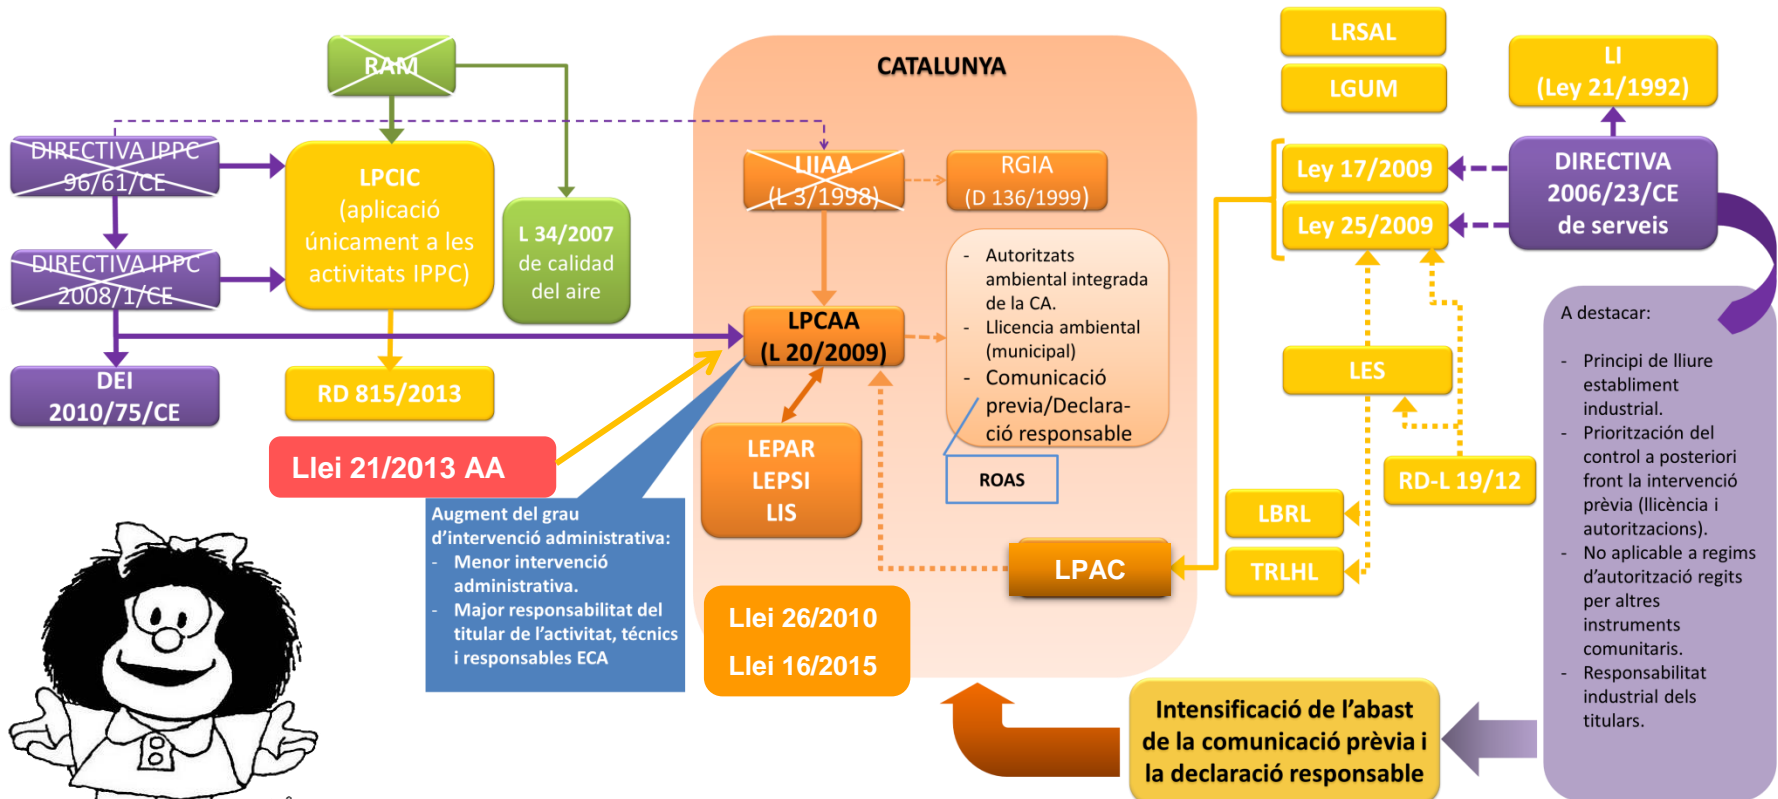 RAM
DIRECTIVA IPPC
96/61/CE
DIRECTIVA IPPC
2008/1/CE
DEI
2010/75/CE
LPCIC
(aplicació
únicament a les
activitats IPPC)
RD 815/2013
L 34/2007
de calidad
del aire
Llei 21/2013 AA
Augment del grau
d’intervenció administrativa:
- Menor intervenció
administrativa.
- Major responsabilitat del
titular de l’activitat, técnics
i responsables ECA
CATALUNYA
LIIAA
(L 3/1998)
RGIA
(D 136/1999)
LPCAA
(L 20/2009)
- Autoritzats
ambiental integrada
de la CA.
- Llicencia ambiental
(municipal)
- Comunicació
previa/Declara-
ció responsable
ROAS
LEPAR
LEPSI
LIS
LPAC
Llei 26/2010
Llei 16/2015
LRSAL
LGUM
Ley 17/2009
Ley 25/2009
LES
RD-L 19/12
LBRL
TRLHL
LI
(Ley 21/1992)
DIRECTIVA
2006/23/CE
de serveis
A destacar:
- Principi de lliure
establiment
industrial.
- Prioritzación del
control a posteriori
front la intervenció
prèvia (llicència i
autoritzacions).
- No aplicable a regims
d’autorització regits
per altres
instruments
comunitaris.
- Responsabilitat
industrial dels
titulars.
Intensificació de l’abast
de la comunicació prèvia i
la declaració responsable